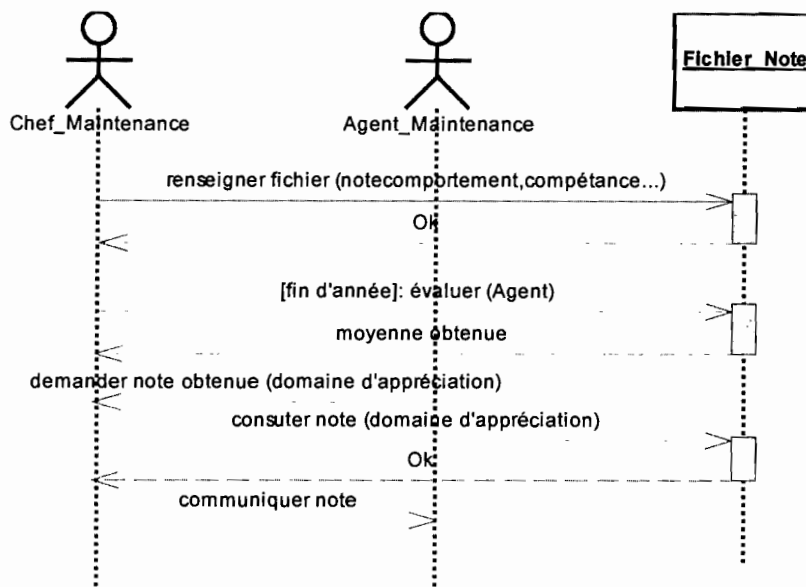 Fichier_Note
Chef_Maintenance
Agent_Maintenance
renseigner fichier (notecomportement,compétance...)
Ok
[fin d'année]: évaluer (Agent)
moyenne obtenue
demander note obtenue (domaine d'appréciation)
consuter note (domaine d'appréciation)
Ok
communiquer note